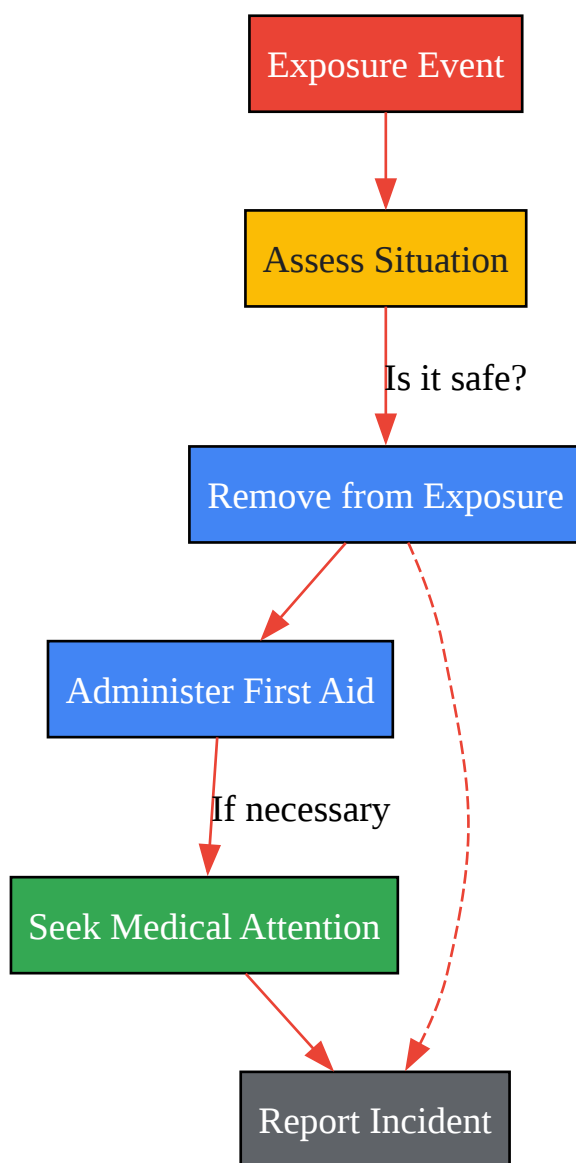 Exposure Event
Assess Situation
Is it safe?
Remove from Exposure
Administer First Aid
If necessary
Seek Medical Attention
Report Incident